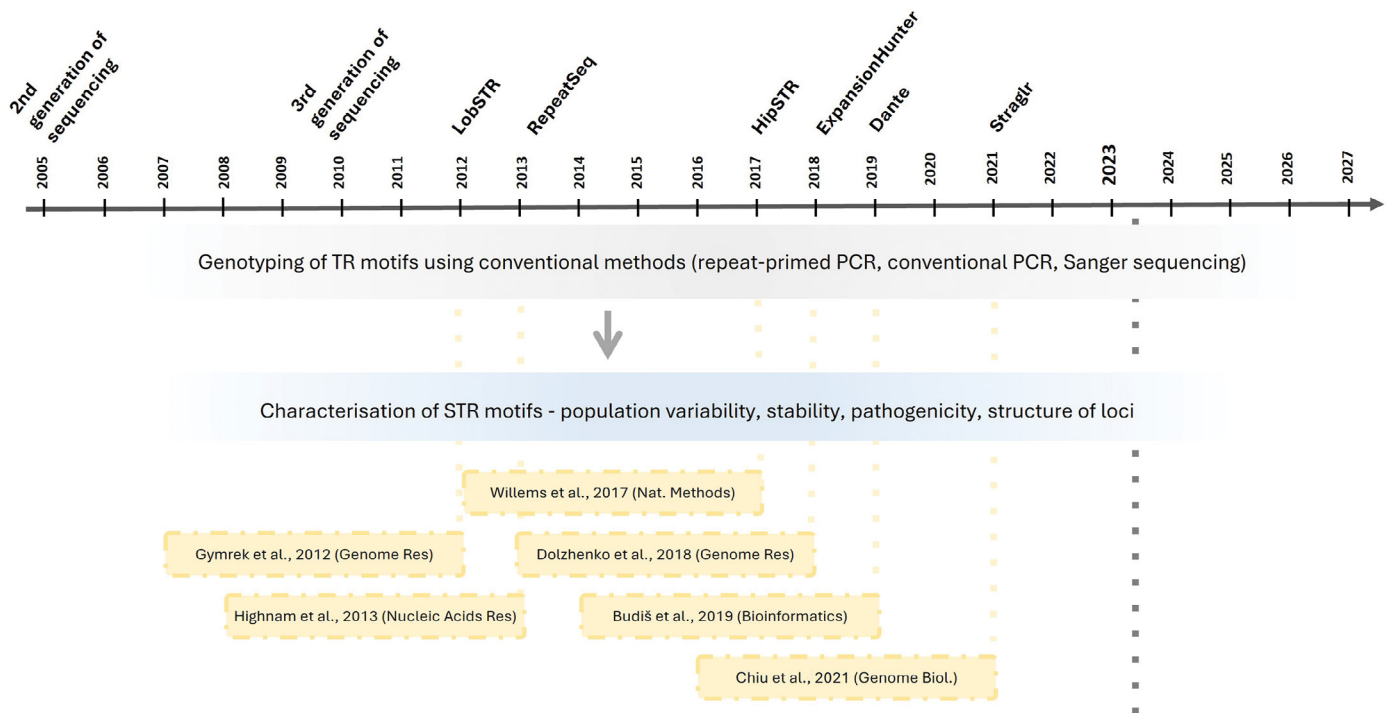 2nd
generation of
sequencing
3rd
generation of
sequencing
LobSTR
RepeatSeq
HipSTR
ExpansionHunter
Dante
Straglr
2005
2006
2007
2008
2009
2010
2011
2012
2013
2014
2015
2016
2017
2018
2019
2020
2021
2022
2023
2024
2025
2026
2027
Genotyping of TR motifs using conventional methods (repeat-primed PCR, conventional PCR, Sanger sequencing)
Characterisation of STR motifs - population variability, stability, pathogenicity, structure of loci
Willems et al., 2017 (Nat. Methods)
Gymrek et al., 2012 (Genome Res)
Dolzhenko et al., 2018 (Genome Res)
Highnam et al., 2013 (Nucleic Acids Res)
Budiš et al., 2019 (Bioinformatics)
Chiu et al., 2021 (Genome Biol.)